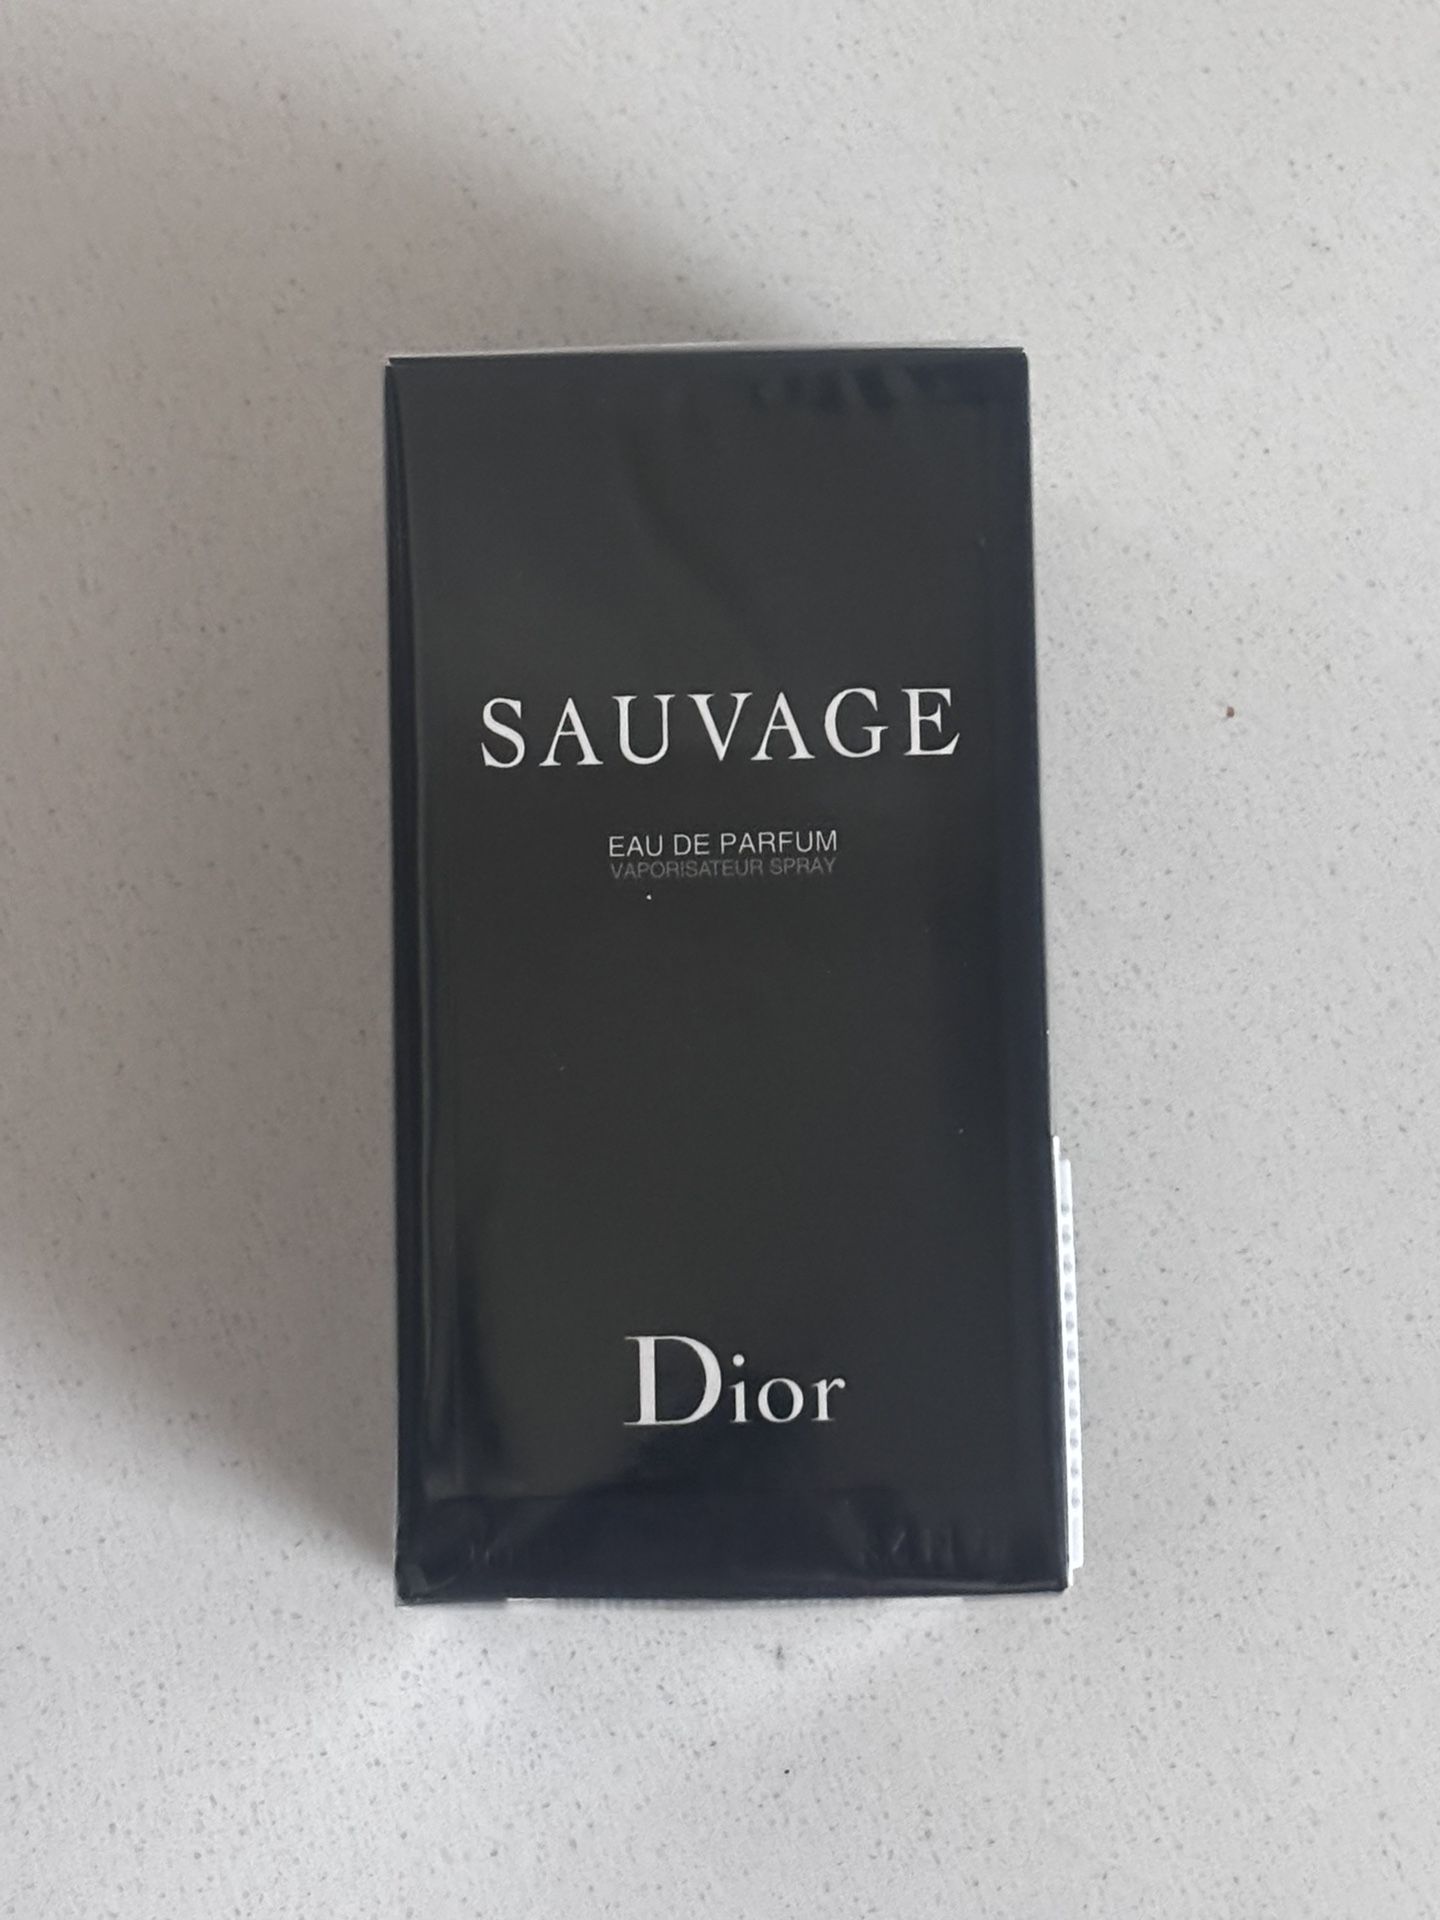 SAUVAGE
EAU DE PARFUM
VAPORISATEUR SPRAY
Dior